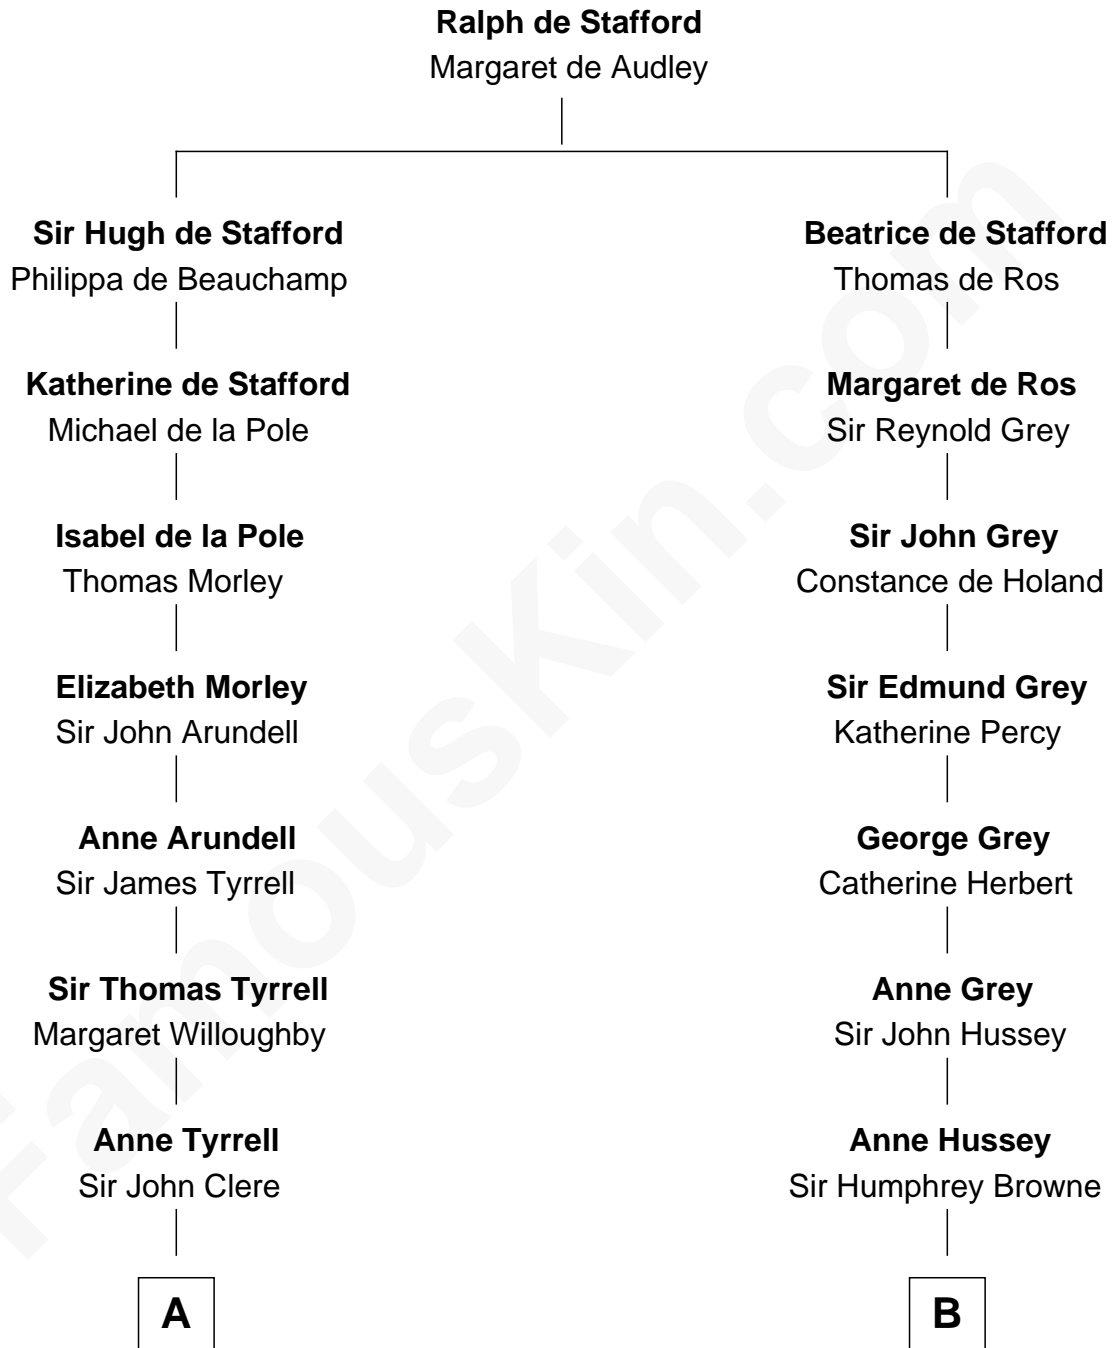 Ralph de Stafford
Margaret de Audley
Sir Hugh de Stafford
Philippa de Beauchamp
Katherine de Stafford
Michael de la Pole
Isabel de la Pole
Thomas Morley
Elizabeth Morley
Sir John Arundell
Anne Arundell
Sir James Tyrrell
Sir Thomas Tyrrell
Margaret Willoughby
Anne Tyrrell
Sir John Clere
A
Beatrice de Stafford
Thomas de Ros
Margaret de Ros
Sir Reynold Grey
Sir John Grey
Constance de Holand
Sir Edmund Grey
Katherine Percy
George Grey
Catherine Herbert
Anne Grey
Sir John Hussey
Anne Hussey
Sir Humphrey Browne
B
FamousKin.com